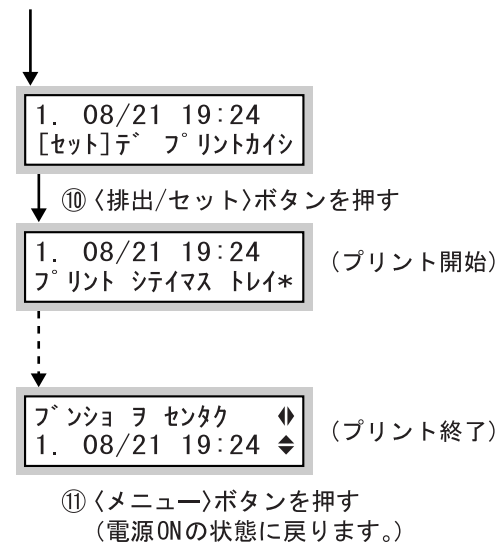 1. 08/21 19:24
[セット]デ プリントカイシ
⑩〈排出/セット〉ボタンを押す
1. 08/21 19:24
プリント シテイマス トレイ*
(プリント開始)
ブンショ ヲ センタク
1. 08/21 19:24
(プリント終了)
⑪〈メニュー〉ボタンを押す
(電源ONの状態に戻ります。)